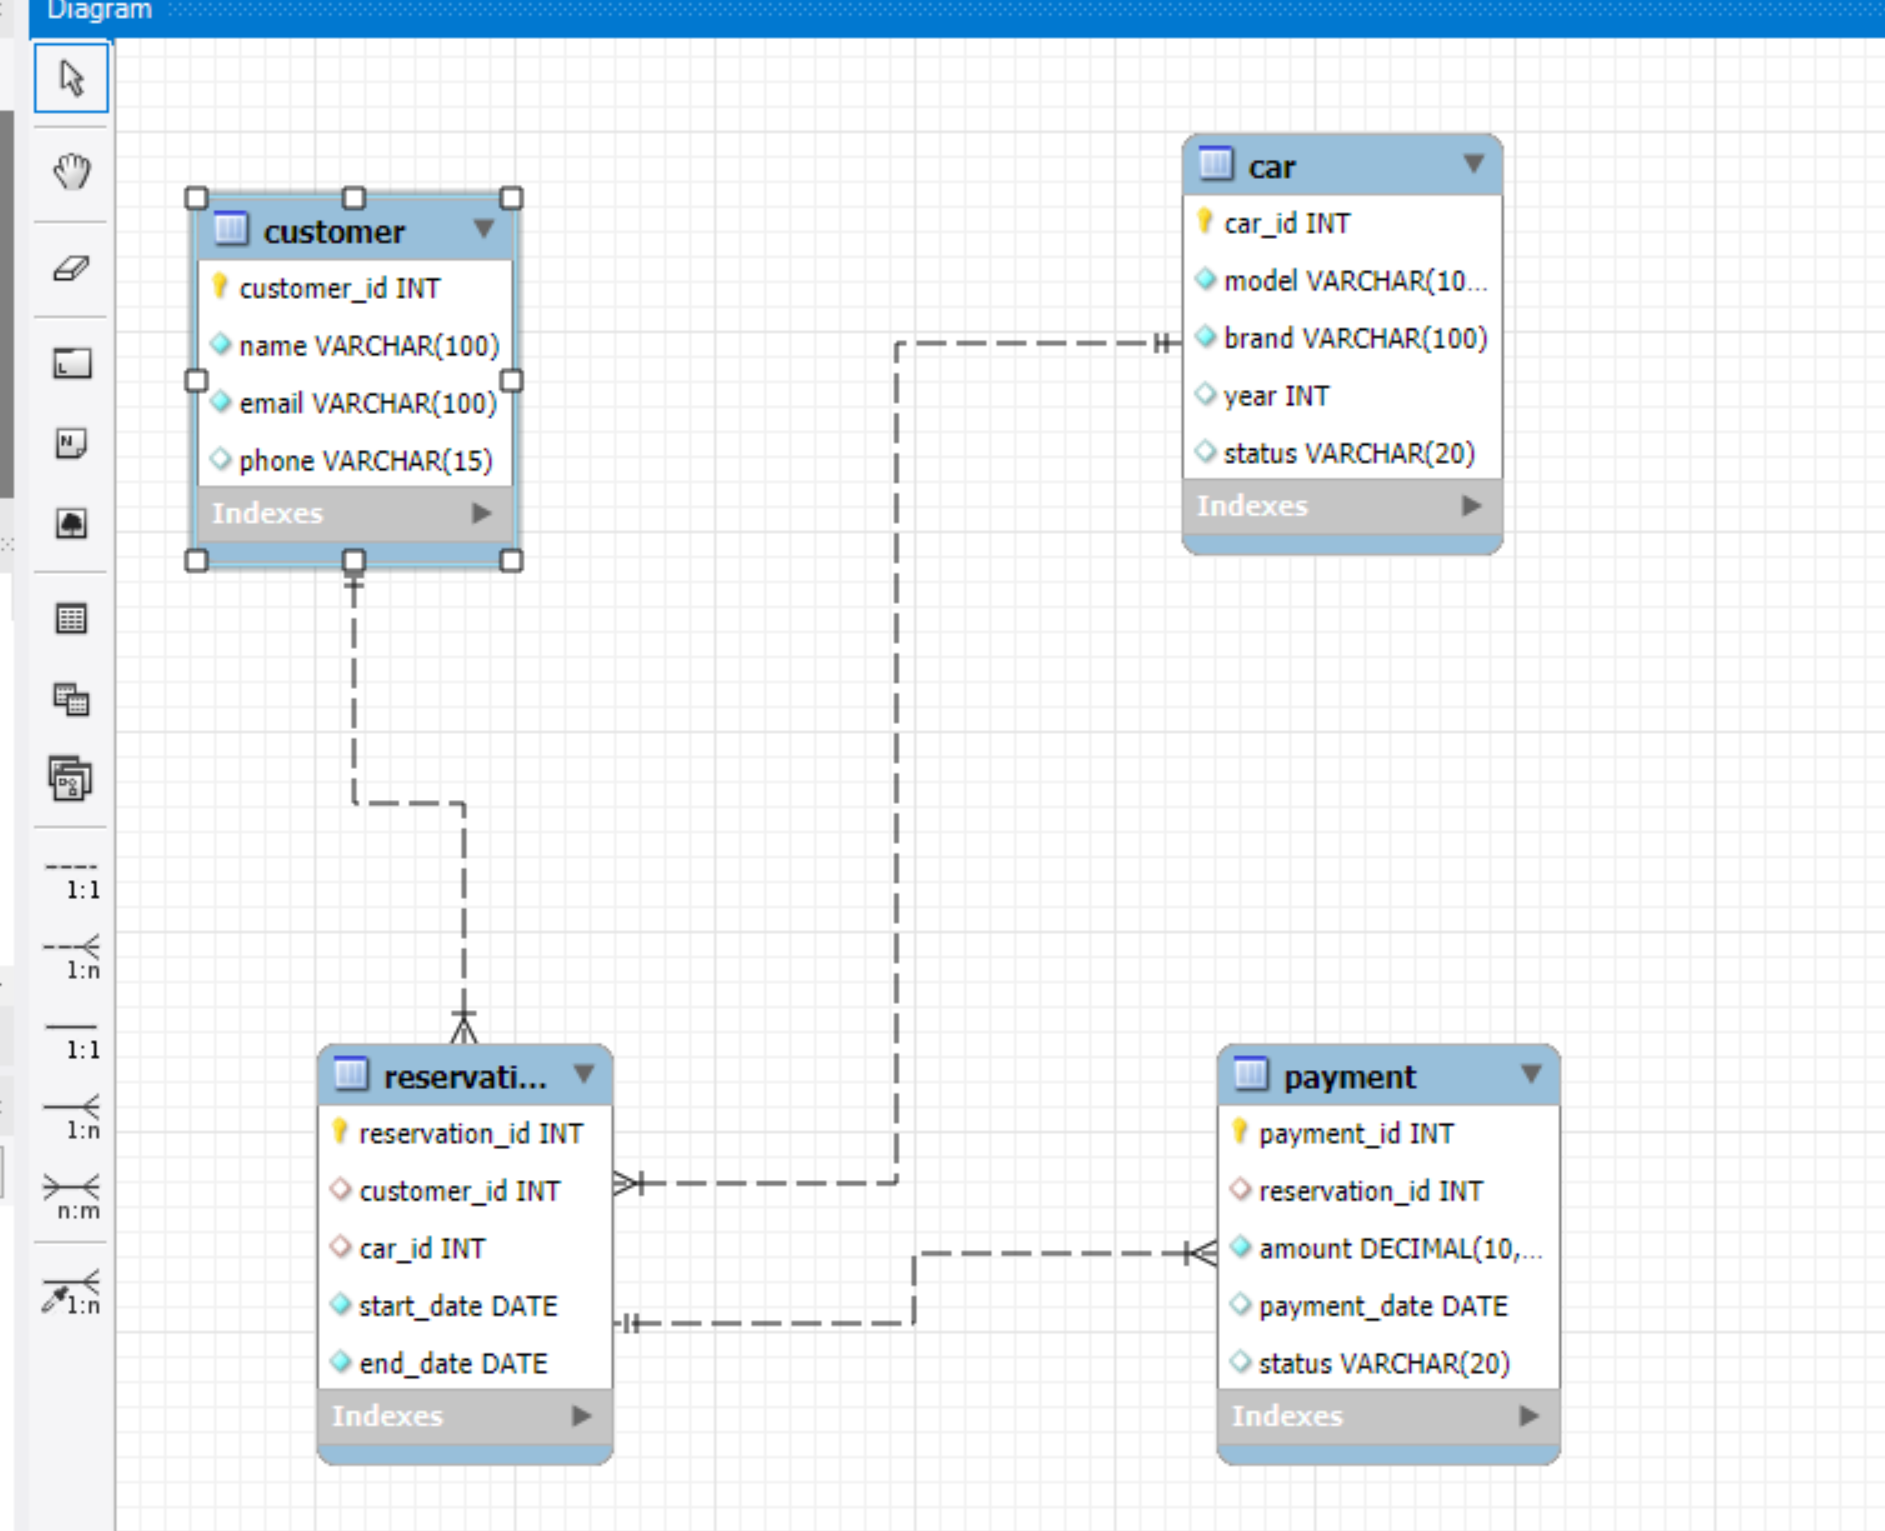 Diagram
customer
customer_id INT
name VARCHAR(100)
email VARCHAR(100)
phone VARCHAR(15)
Indexes
car
car_id INT
model VARCHAR(10...
brand VARCHAR(100)
year INT
status VARCHAR(20)
Indexes
reservati...
reservation_id INT
customer_id INT
car_id INT
start_date DATE
end_date DATE
Indexes
payment
payment_id INT
reservation_id INT
amount DECIMAL(10,...
payment_date DATE
status VARCHAR(20)
Indexes
1:1
1:n
1:1
1:n
n:m
1:n